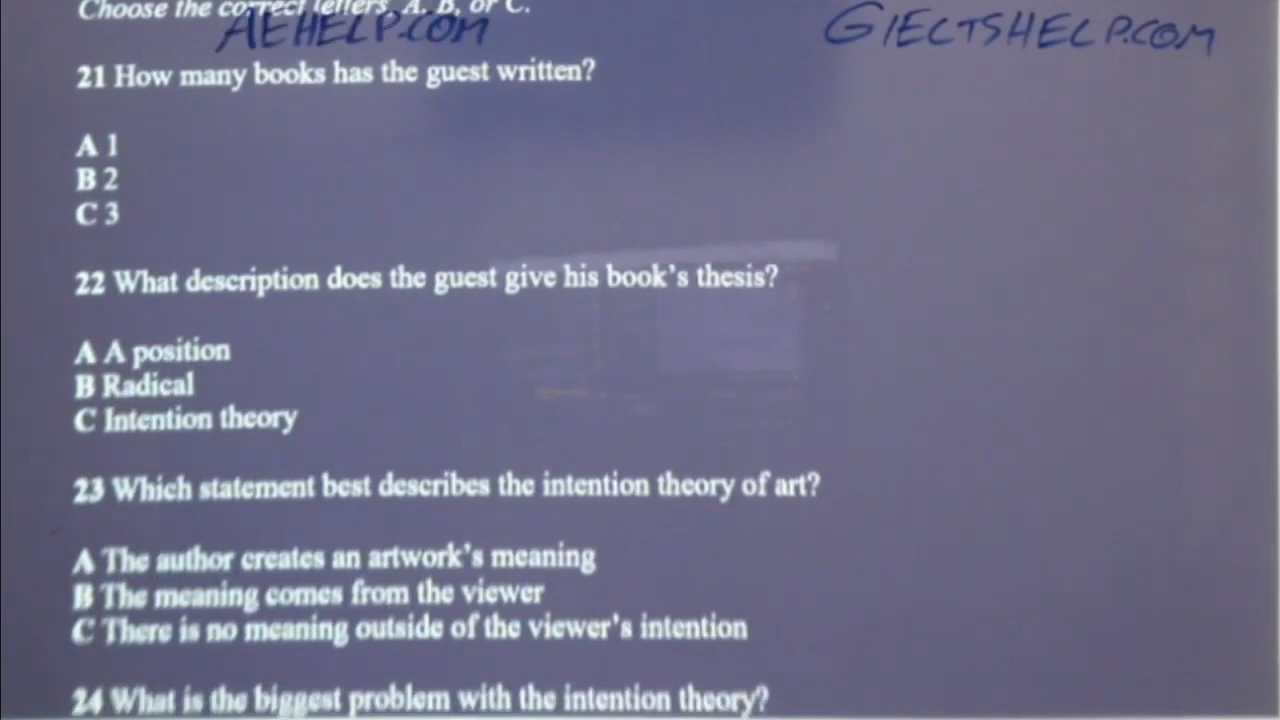 Choose the correct letters, A, B, or C.
AEHELP.COM
GIELTSHELP.COM
21 How many books has the guest written?
A 1
B 2
C 3
22 What description does the guest give his book's thesis?
A A position
B Radical
C Intention theory
23 Which statement best describes the intention theory of art?
A The author creates an artwork's meaning
B The meaning comes from the viewer
C There is no meaning outside of the viewer's intention
24 What is the biggest problem with the intention theory?